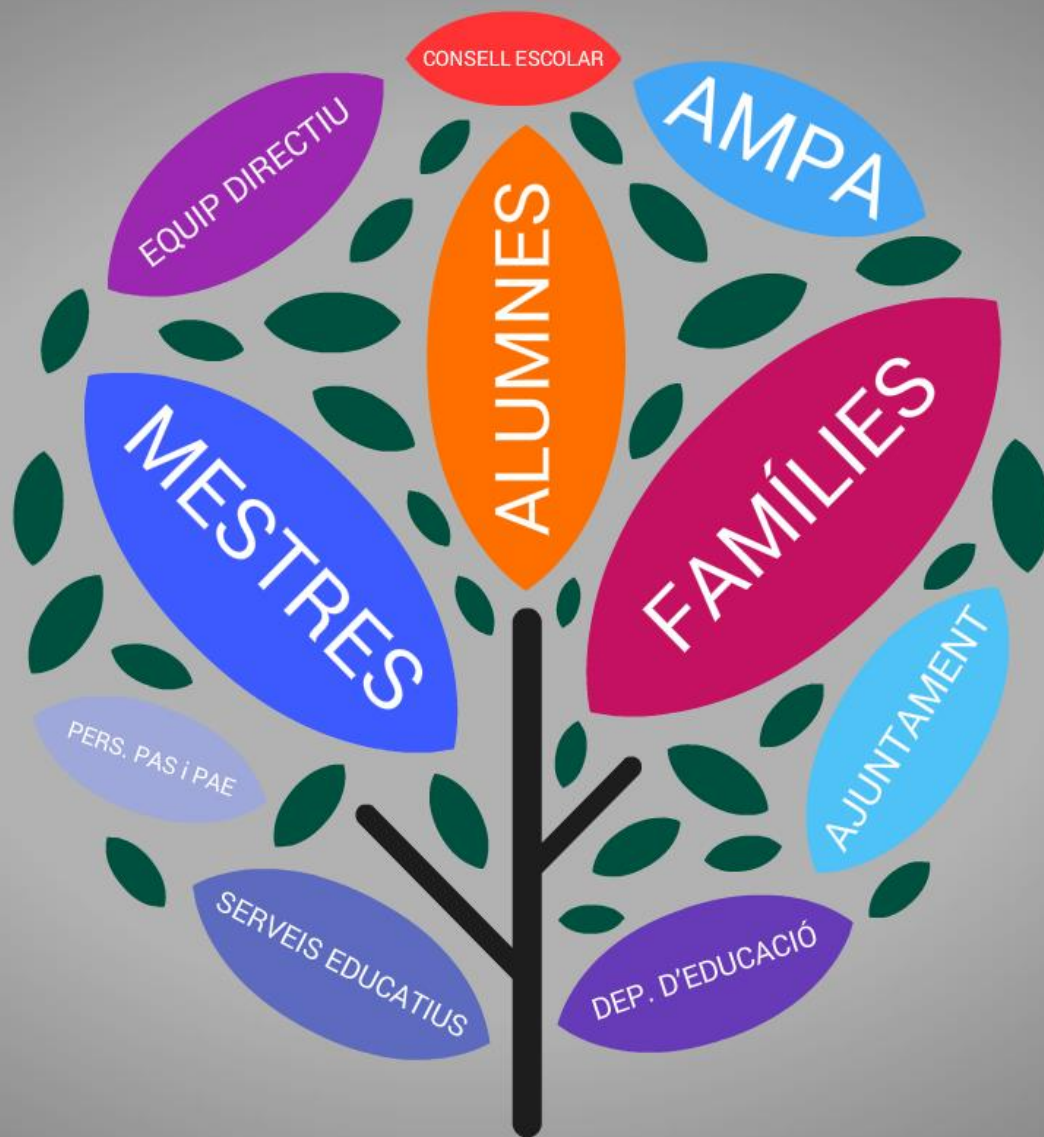 CONSELL ESCOLAR
EQUIP DIRECTIU
AMPA
ALUMNES
MESTRES
FAMÍLIES
PERS. PAS i PAE
AJUNTAMENT
SERVEIS EDUCATIUS
DEP. D'EDUCACIÓ